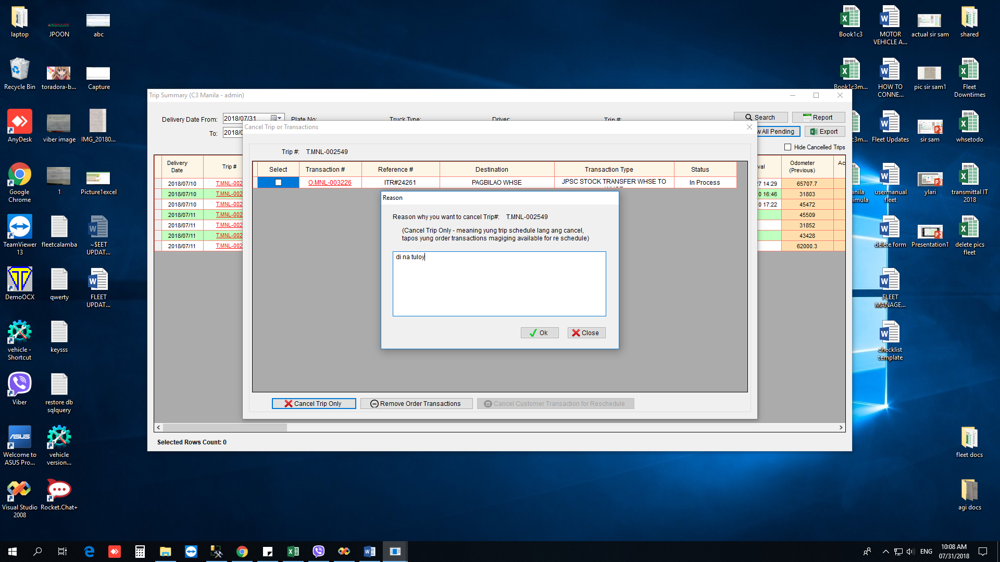 laptop
JPOON
abc
Book1c3
MOTOR
VEHICLE A...
actual sir sam
shared
Recycle Bin
toradora-b...
Capture
Book1c3m...
HOW TO
CONNE...
pic sir sam1
Fleet
Downtimes
Trip Summary (C3 Manila - admin)
Delivery Date From:
2018/07/31
Plate No:
Truck Type:
Driver:
Trip #:
Search
Report
To:
2018/0
w All Pending
Export
Hide Cancelled Trips
AnyDesk
viber image
IMG_20180...
c3m...
Fleet Updates
sir sam
whsetodo
Cancel Trip or Transactions
Trip #: T.MNL-002549
Delivery
Date
Trip #
Select
Transaction #
Reference #
Destination
Transaction Type
Status
val
Odometer
(Previous)
Ac
O.MNL-003226
ITR#24261
PAGBILAO WHSE
JPSC STOCK TRANSFER WHSE TO
In Process
2018/07/10 T.MNL-002
7 14:29 65707.7
2018/07/10 T.MNL-002
0 16:46 31803
2018/07/10 T.MNL-002
0 17:22 45472
2018/07/11 T.MNL-002
45509
2018/07/11 T.MNL-002
31852
2018/07/11 T.MNL-002
43428
2018/07/11 T.MNL-002
62000.3
Reason
Reason why you want to cancel Trip#: T.MNL-002549
(Cancel Trip Only - meaning yung trip schedule lang ang cancel,
tapos yung order transactions magiging available for re schedule)
di na tuloy
Ok
Close
Cancel Trip Only
Remove Order Transactions
Cancel Customer Transaction for Reschedule
Selected Rows Count: 0
Google
Chrome
1
Picture1excel
anila
imula
usermanual
fleet
ylari
transmittal IT
2018
TeamViewer
13
fleetcalamba
~$EET
UPDAT...
delete form
Presentation1
delete pics
fleet
DemoOCX
qwerty
FLEET
UPDAT...
FLEET
MANAGE...
vehicle -
Shortcut
keysss
checklist
template
Viber
restore db
sqlquery
ASUS
Welcome to
ASUS Pro...
vehicle
version...
fleet docs
Visual Studio
2008
Rocket.Chat+
agi docs
ENG
10:08 AM
07/31/2018